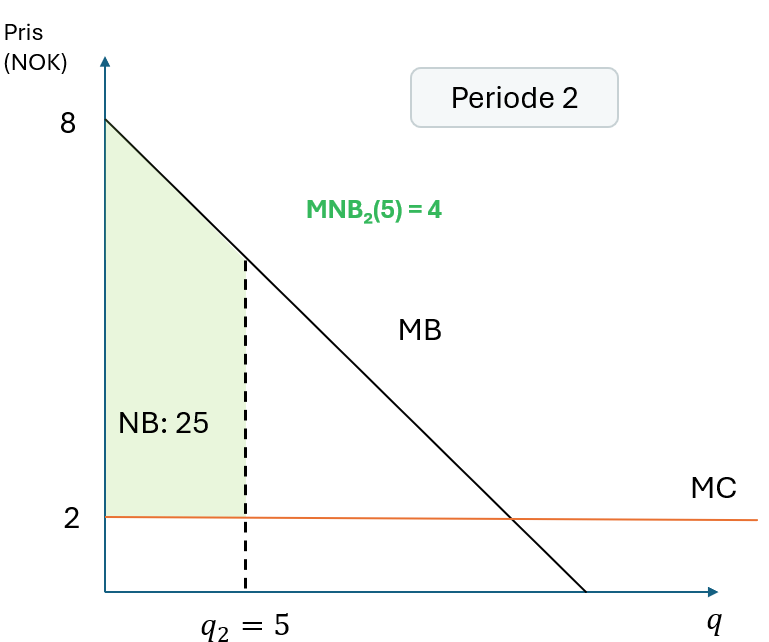 Pris
(NOK)
Periode 2
8
MNB₂(5) = 4
MB
NB: 25
MC
2
q₂ = 5
q